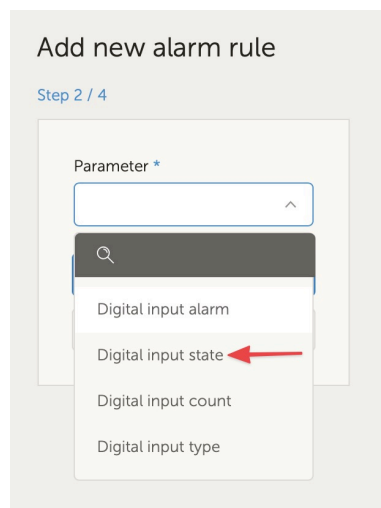 Add new alarm rule
Step 2 / 4
Parameter *
Digital input alarm
Digital input state
Digital input count
Digital input type